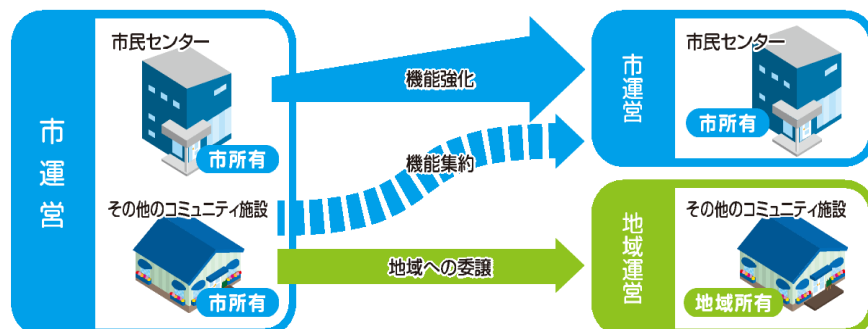 市運営
市民センター
市所有
その他のコミュニティ施設
市所有
機能強化
機能集約
地域への委譲
市運営
市民センター
市所有
地域運営
その他のコミュニティ施設
地域所有